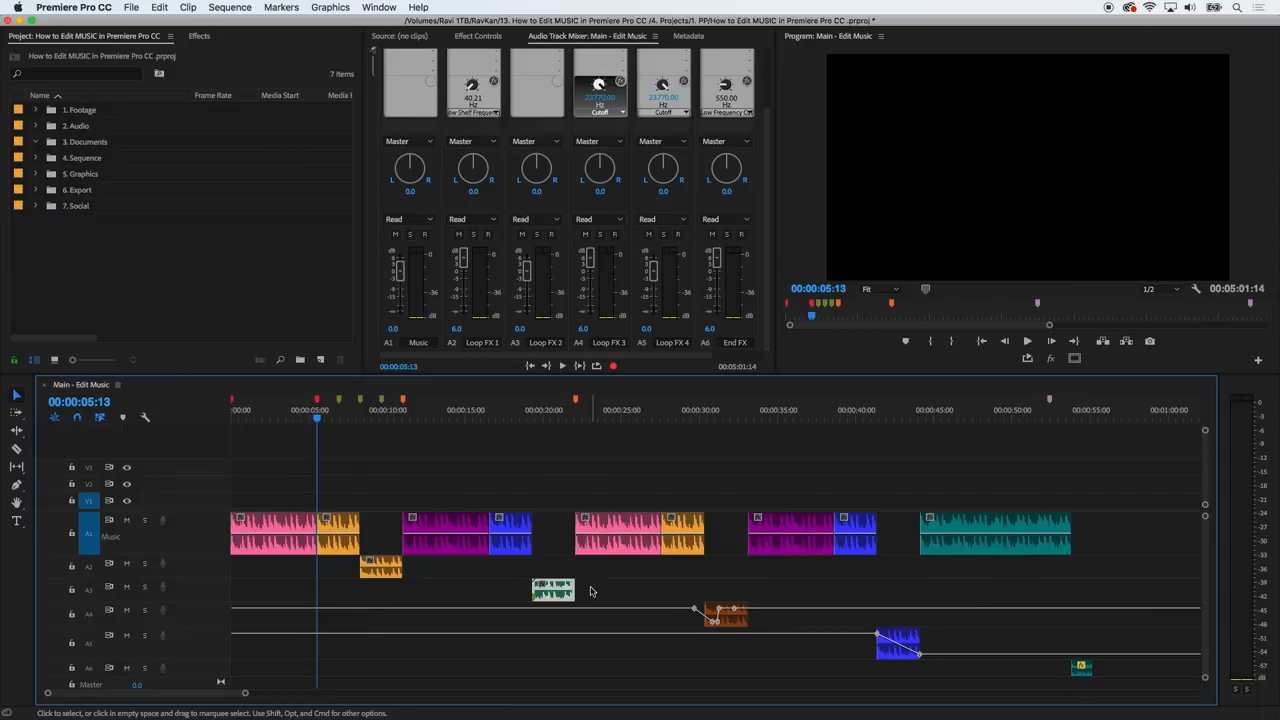 Premiere Pro CC File Edit Clip Sequence Markers Graphics Window Help
/Volumes/Ravi 1TB/RavKan/13. How to Edit MUSIC in Premiere Pro CC /4. Projects/1. PP/How to Edit MUSIC in Premiere Pro CC .prproj *
Project: How to Edit MUSIC in Premiere Pro CC Effects Source: (no clips) Effect Controls Audio Track Mixer: Main - Edit Music Metadata Program: Main - Edit Music
How to Edit MUSIC in Premiere Pro CC .prproj
7 Items
Name Frame Rate Media Start Media E
1. Footage
2. Audio
3. Documents
4. Sequence
5. Graphics
6. Export
7. Social
40.21 23770.00 23770.00 550.00
Hz Hz Hz Hz
ow Shelf Frequency Cutoff Cutoff
Master Master Master Master Master Master
L R L R L R L R L R L R
0.0 0.0 0.0 0.0 0.0 0.0
Read Read Read Read Read Read
M S R M S R M S R M S R M S R M S R
0.0 6.0 0.0 6.0 0.0 6.0
A1 Music A2 Loop FX 1 A3 Loop FX 2 A4 Loop FX 3 A5 Loop FX 4 A6 End FX
00:00:05:13 00:05:01:14
00:00:05:13 Fit 1/2 00:05:01:14
Main - Edit Music
00:00:05:13
:00:00 00:00:05:00 00:00:10:00 00:00:15:00 00:00:20:00 00:00:25:00 00:00:30:00 00:00:35:00 00:00:40:00 00:00:45:00 00:00:50:00 00:00:55:00 00:01:00:00
V3
V2
V1
A1 M S
Music
A2 M S
A3 M S
A4 M S
A5 M S
A6 M S
Master 0.0
Click to select, or click in empty space and drag to marquee select. Use Shift, Opt, and Cmd for other options.